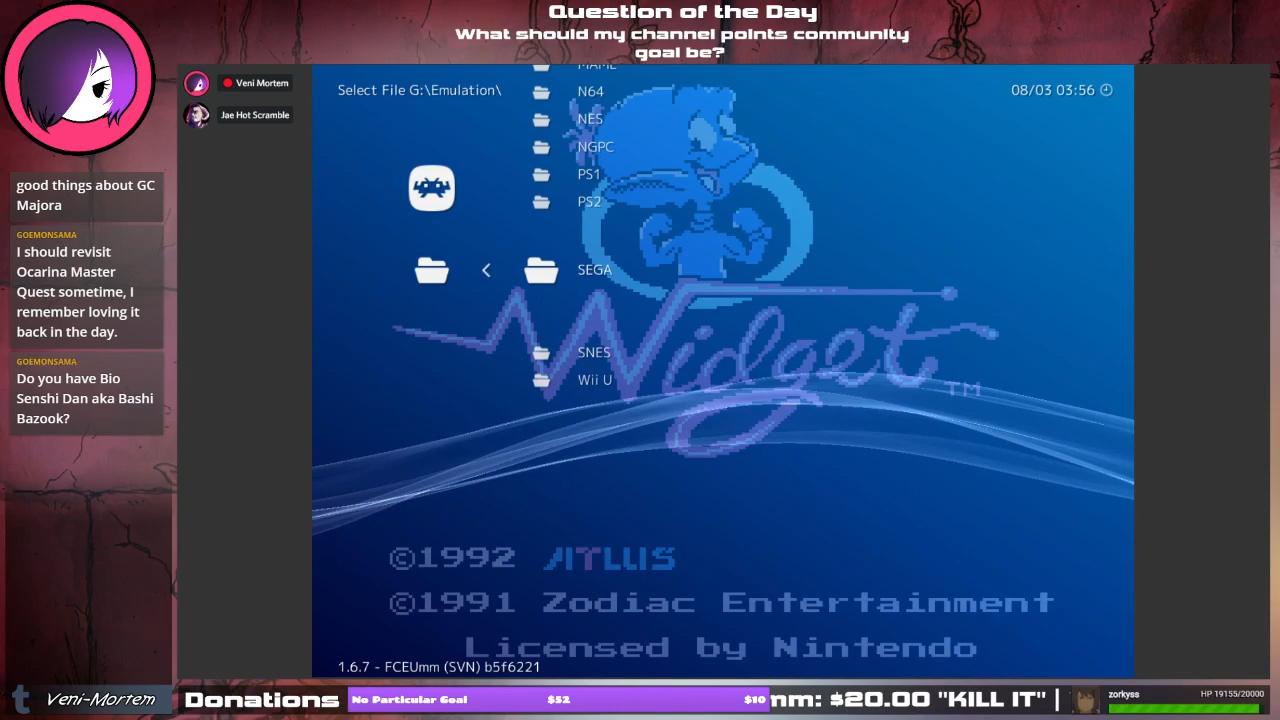 Question of the Day
What should my channel points community
goal be?
Veni Mortem
Jae Hot Scramble
good things about GC
Majora
GOEMONSAMA
I should revisit
Ocarina Master
Quest sometime, I
remember loving it
back in the day.
GOEMONSAMA
Do you have Bio
Senshi Dan aka Bashi
Bazook?
Select File G:\Emulation\
08/03 03:56
MAME
N64
NES
NGPC
PS1
PS2
SEGA
SNES
Wii U
Widget TM
©1992 ATLUS
©1991 Zodiac Entertainment
Licensed by Nintendo
1.6.7 - FCEUmm (SVN) b5f6221
Veni-Mortem
Donations
No Particular Goal $52 $10
mm: $20.00 "KILL IT" |
zorkyss HP 19155/20000